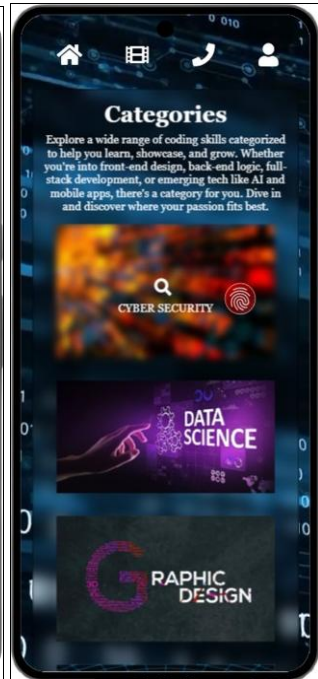 0 010
Categories
Explore a wide range of coding skills categorized
to help you learn, showcase, and grow. Whether
you're into front-end design, back-end logic, full-
stack development, or emerging tech like AI and
mobile apps, there's a category for you. Dive in
and discover where your passion fits best.
CYBER SECURITY
DATA
SCIENCE
GRAPHIC
DESIGN